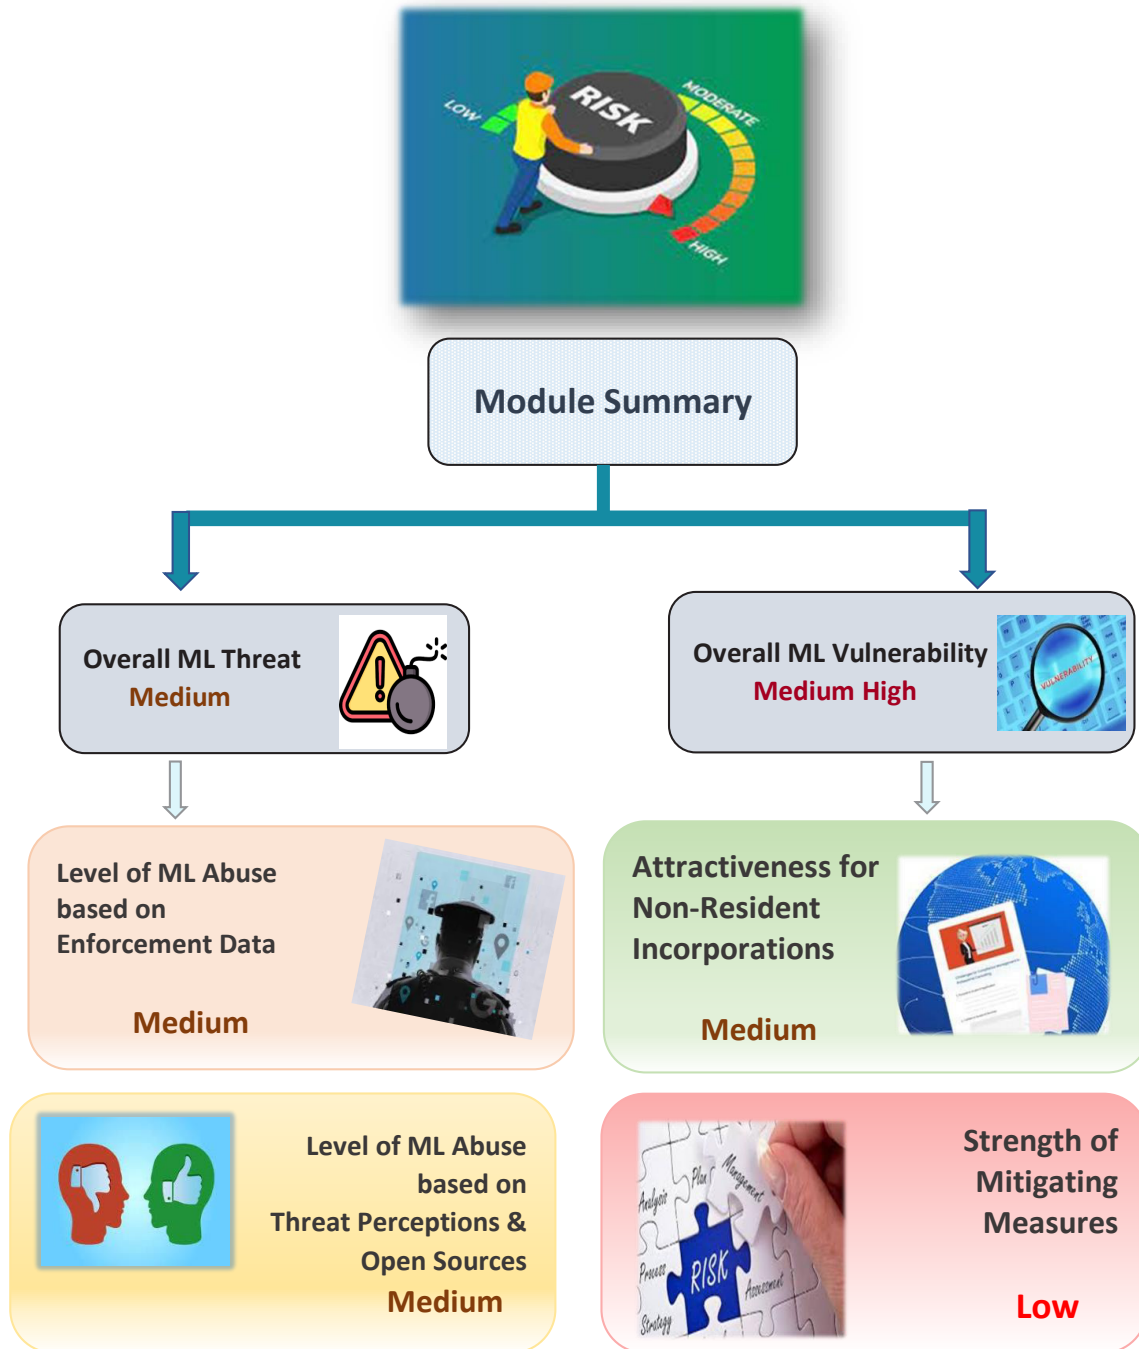 LOW
RISK
MODERATE
HIGH
Module Summary
Overall ML Threat
Medium
Overall ML Vulnerability
Medium High
VULNERABILITY
Level of ML Abuse
based on
Enforcement Data
Medium
Attractiveness for
Non-Resident
Incorporations
Medium
Level of ML Abuse
based on
Threat Perceptions &
Open Sources
Medium
Analysis
Plan
Management
Process
RISK
Assessment
Strategy
Strength of
Mitigating
Measures
Low